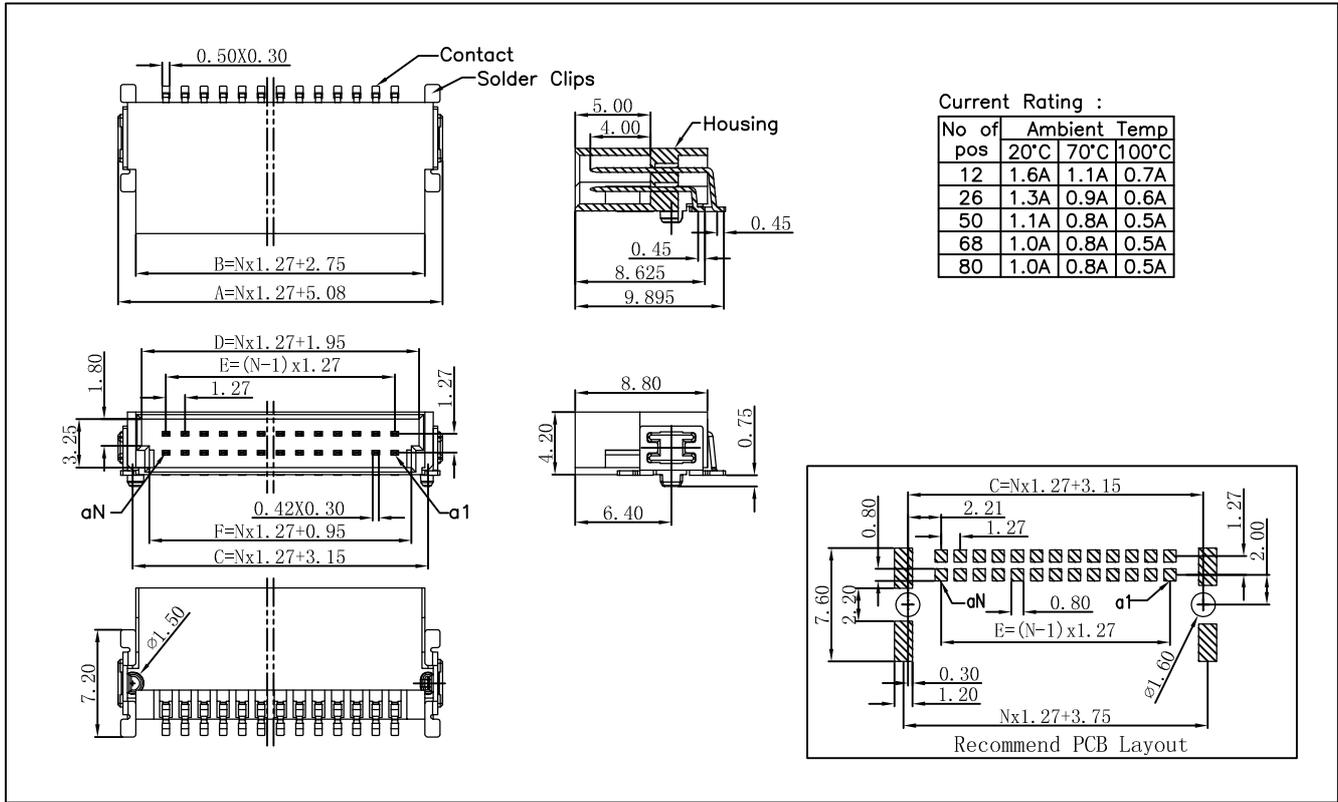 0.50X0.30
Contact
Solder Clips
B=Nx1.27+2.75
A=Nx1.27+5.08
5.00
4.00
Housing
0.45
0.45
8.625
9.895
Current Rating :
No of pos Ambient Temp
20°C 70°C 100°C
12 1.6A 1.1A 0.7A
26 1.3A 0.9A 0.6A
50 1.1A 0.8A 0.5A
68 1.0A 0.8A 0.5A
80 1.0A 0.8A 0.5A
D=Nx1.27+1.95
E=(N-1)x1.27
1.27
1.80
3.25
1.27
aN
a1
0.42X0.30
F=Nx1.27+0.95
C=Nx1.27+3.15
8.80
4.20
0.75
6.40
ø1.50
7.20
C=Nx1.27+3.15
2.21
1.27
0.80
1.27
2.00
7.60
2.20
aN
0.80
a1
E=(N-1)x1.27
0.30
1.20
ø1.60
Nx1.27+3.75
Recommend PCB Layout